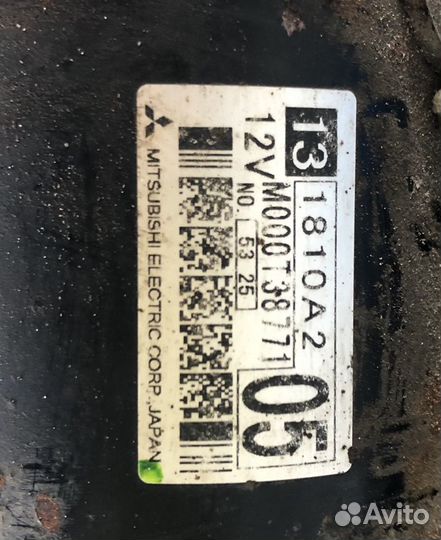 13 1810A2 05
12V M000T38771
NO 53 25
MITSUBISHI ELECTRIC CORP. JAPAN
Avito